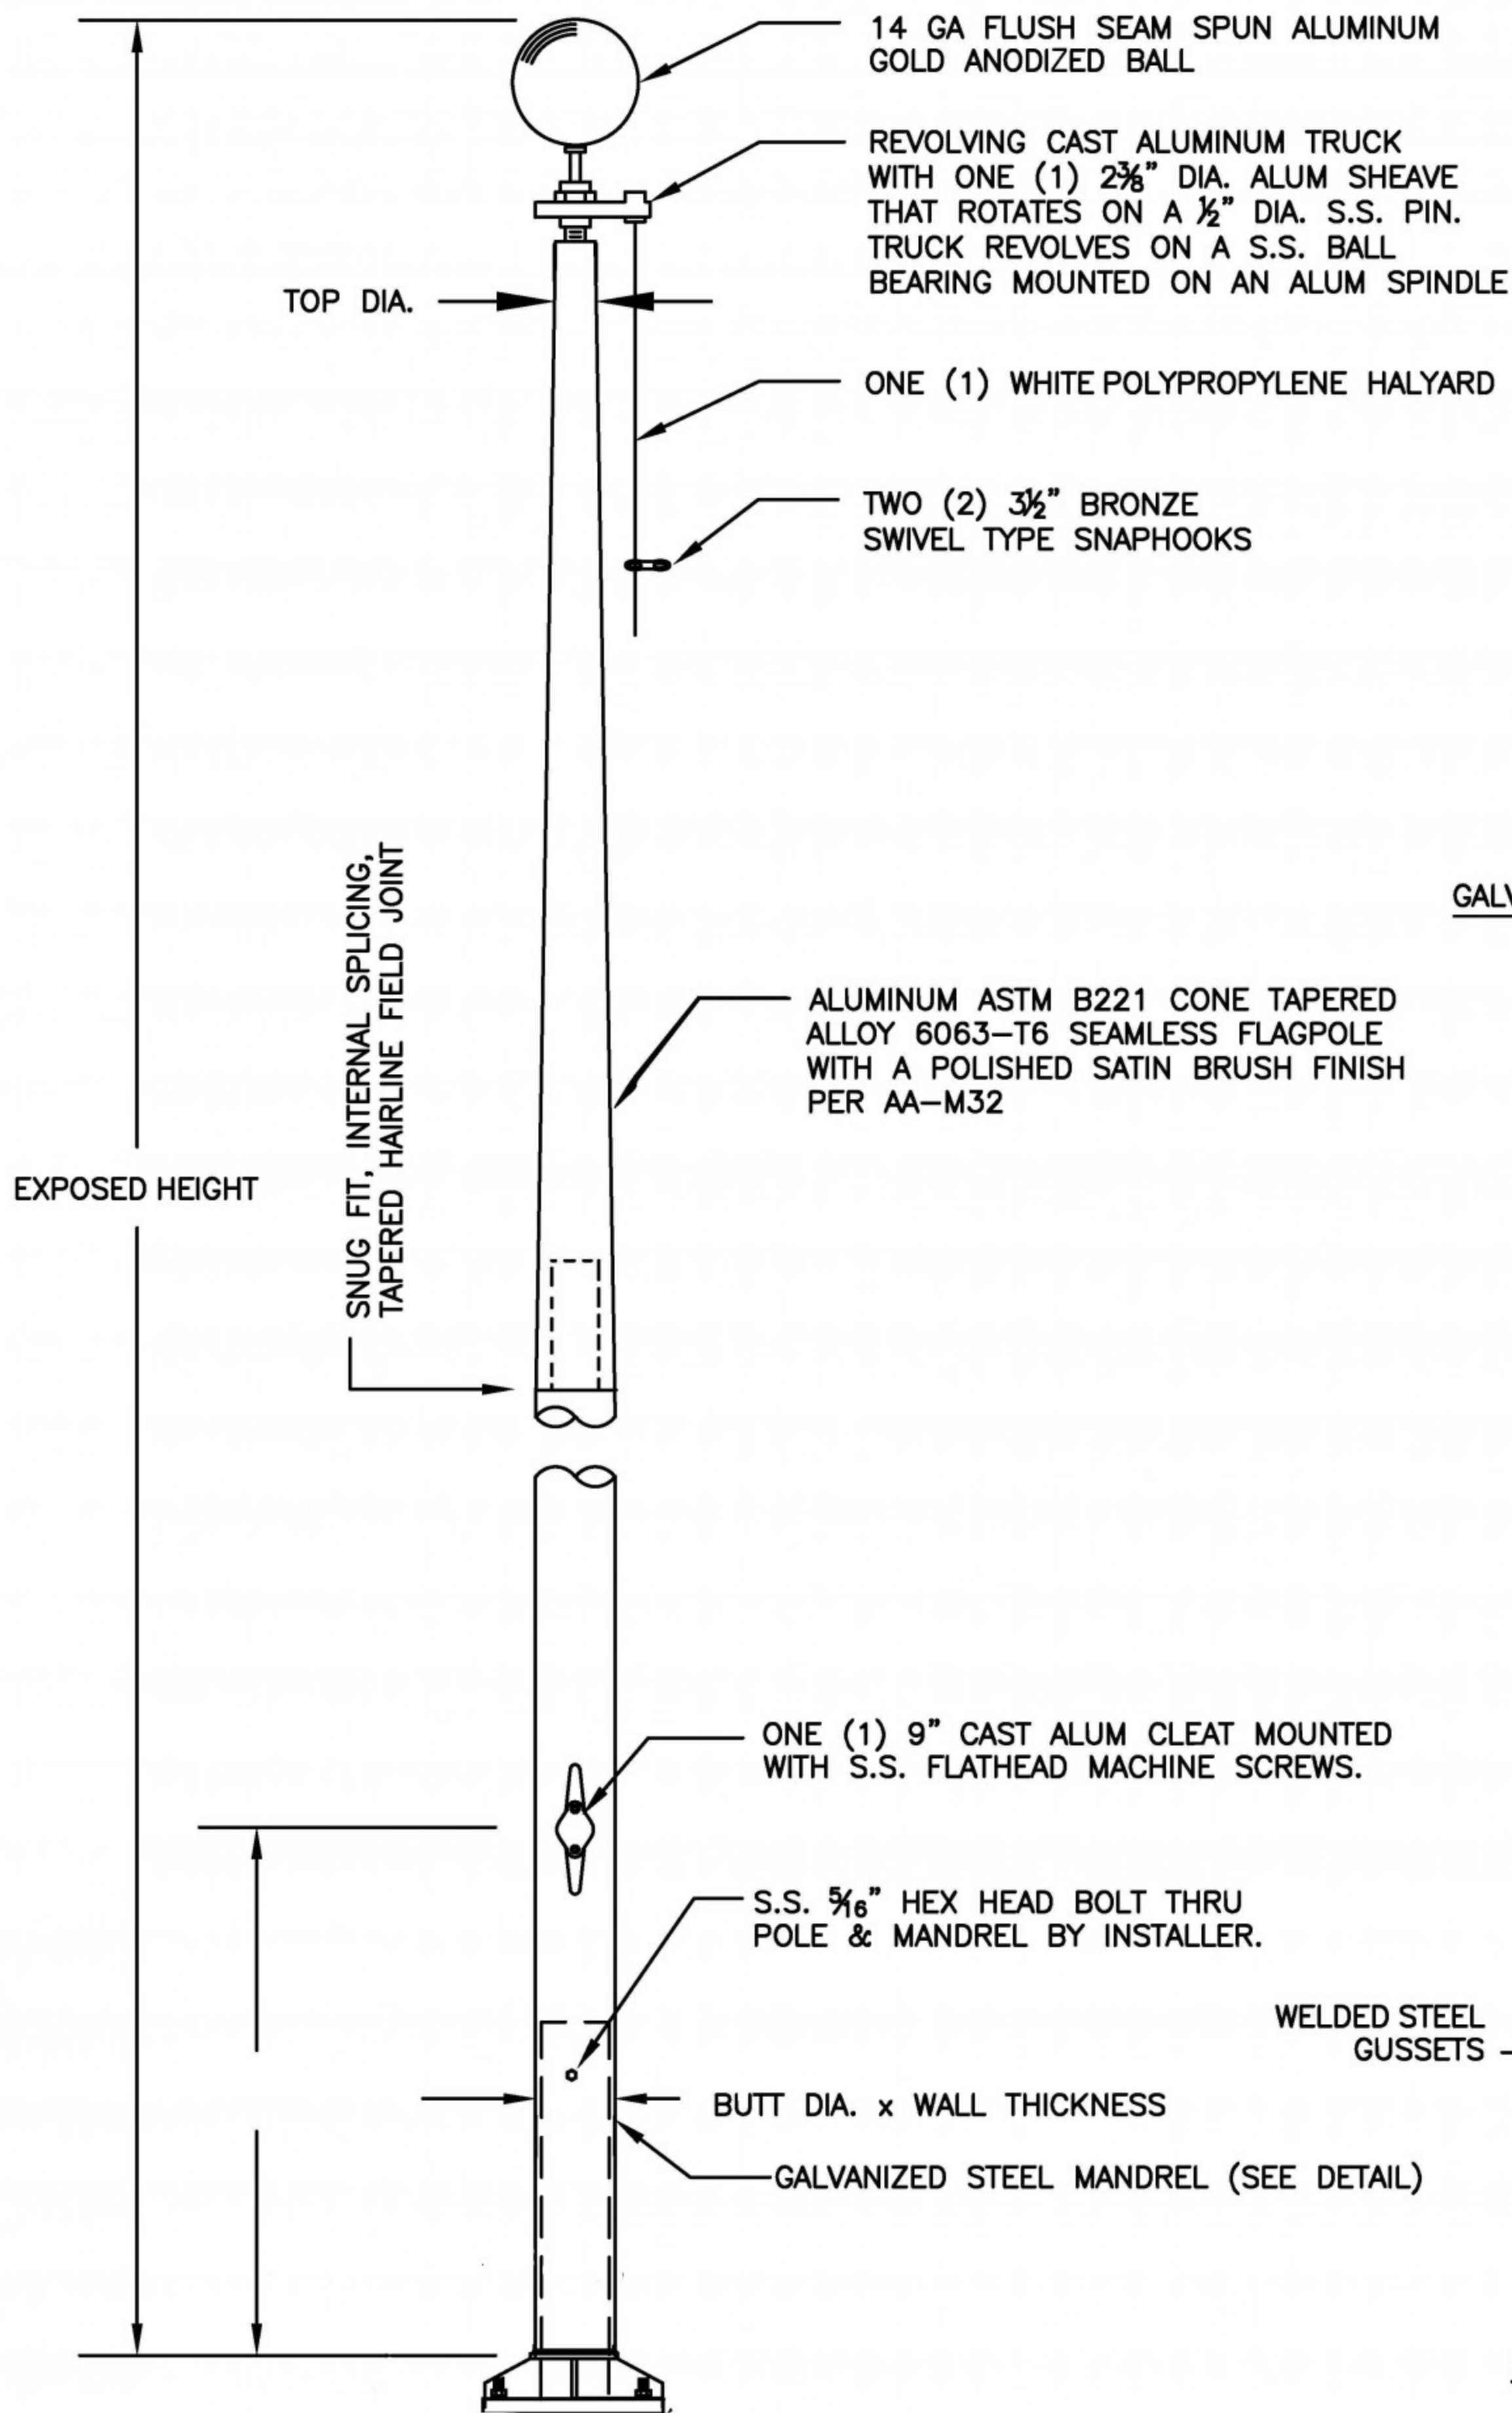 14 GA FLUSH SEAM SPUN ALUMINUM
GOLD ANODIZED BALL
REVOLVING CAST ALUMINUM TRUCK
WITH ONE (1) 2⅜" DIA. ALUM SHEAVE
THAT ROTATES ON A ½" DIA. S.S. PIN.
TRUCK REVOLVES ON A S.S. BALL
BEARING MOUNTED ON AN ALUM SPINDLE
TOP DIA.
ONE (1) WHITE POLYPROPYLENE HALYARD
TWO (2) 3½" BRONZE
SWIVEL TYPE SNAPHOOKS
SNUG FIT, INTERNAL SPLICING,
TAPERED HAIRLINE FIELD JOINT
GALV
ALUMINUM ASTM B221 CONE TAPERED
ALLOY 6063-T6 SEAMLESS FLAGPOLE
WITH A POLISHED SATIN BRUSH FINISH
PER AA-M32
EXPOSED HEIGHT
ONE (1) 9" CAST ALUM CLEAT MOUNTED
WITH S.S. FLATHEAD MACHINE SCREWS.
S.S. 5/16" HEX HEAD BOLT THRU
POLE & MANDREL BY INSTALLER.
WELDED STEEL
GUSSETS
BUTT DIA. x WALL THICKNESS
GALVANIZED STEEL MANDREL (SEE DETAIL)